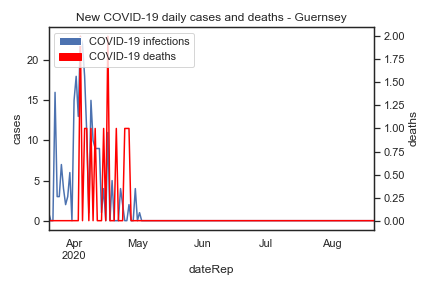 New COVID-19 daily cases and deaths - Guernsey
COVID-19 infections
COVID-19 deaths
cases
20
15
10
5
0
deaths
2.00
1.75
1.50
1.25
1.00
0.75
0.50
0.25
0.00
Apr
2020
May
Jun
Jul
Aug
dateRep